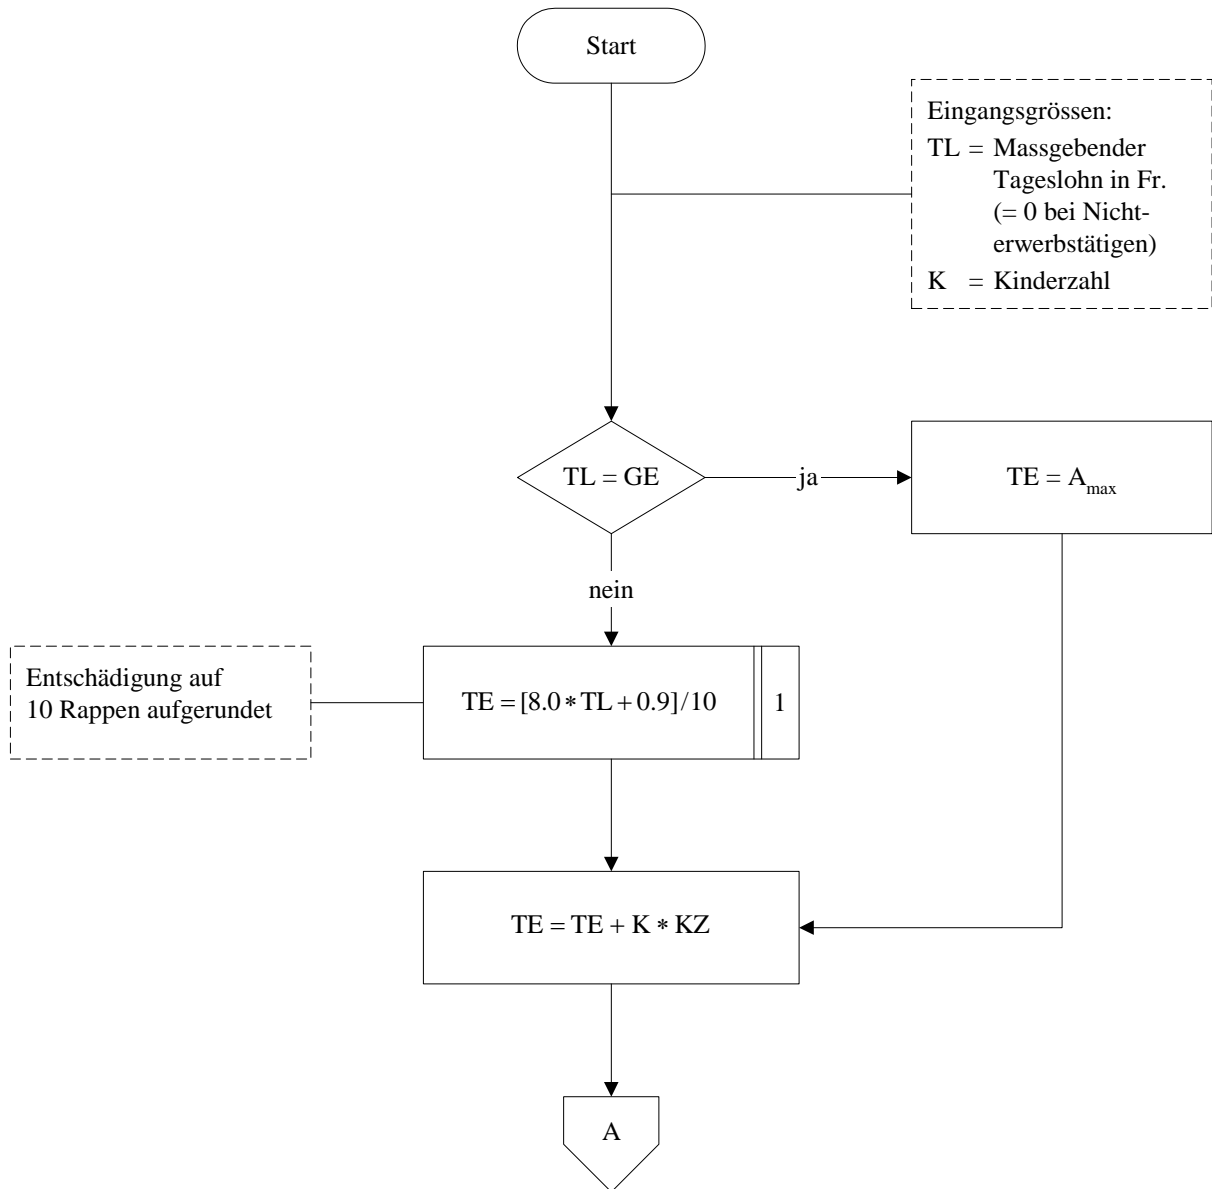 Start
Eingangsgrössen:
TL = Massgebender
Tageslohn in Fr.
(= 0 bei Nicht-
erwerbstätigen)
K = Kinderzahl
TL = GE
ja
TE = A_max
nein
Entschädigung auf
10 Rappen aufgerundet
TE = [8.0 * TL + 0.9] / 10
1
TE = TE + K * KZ
A